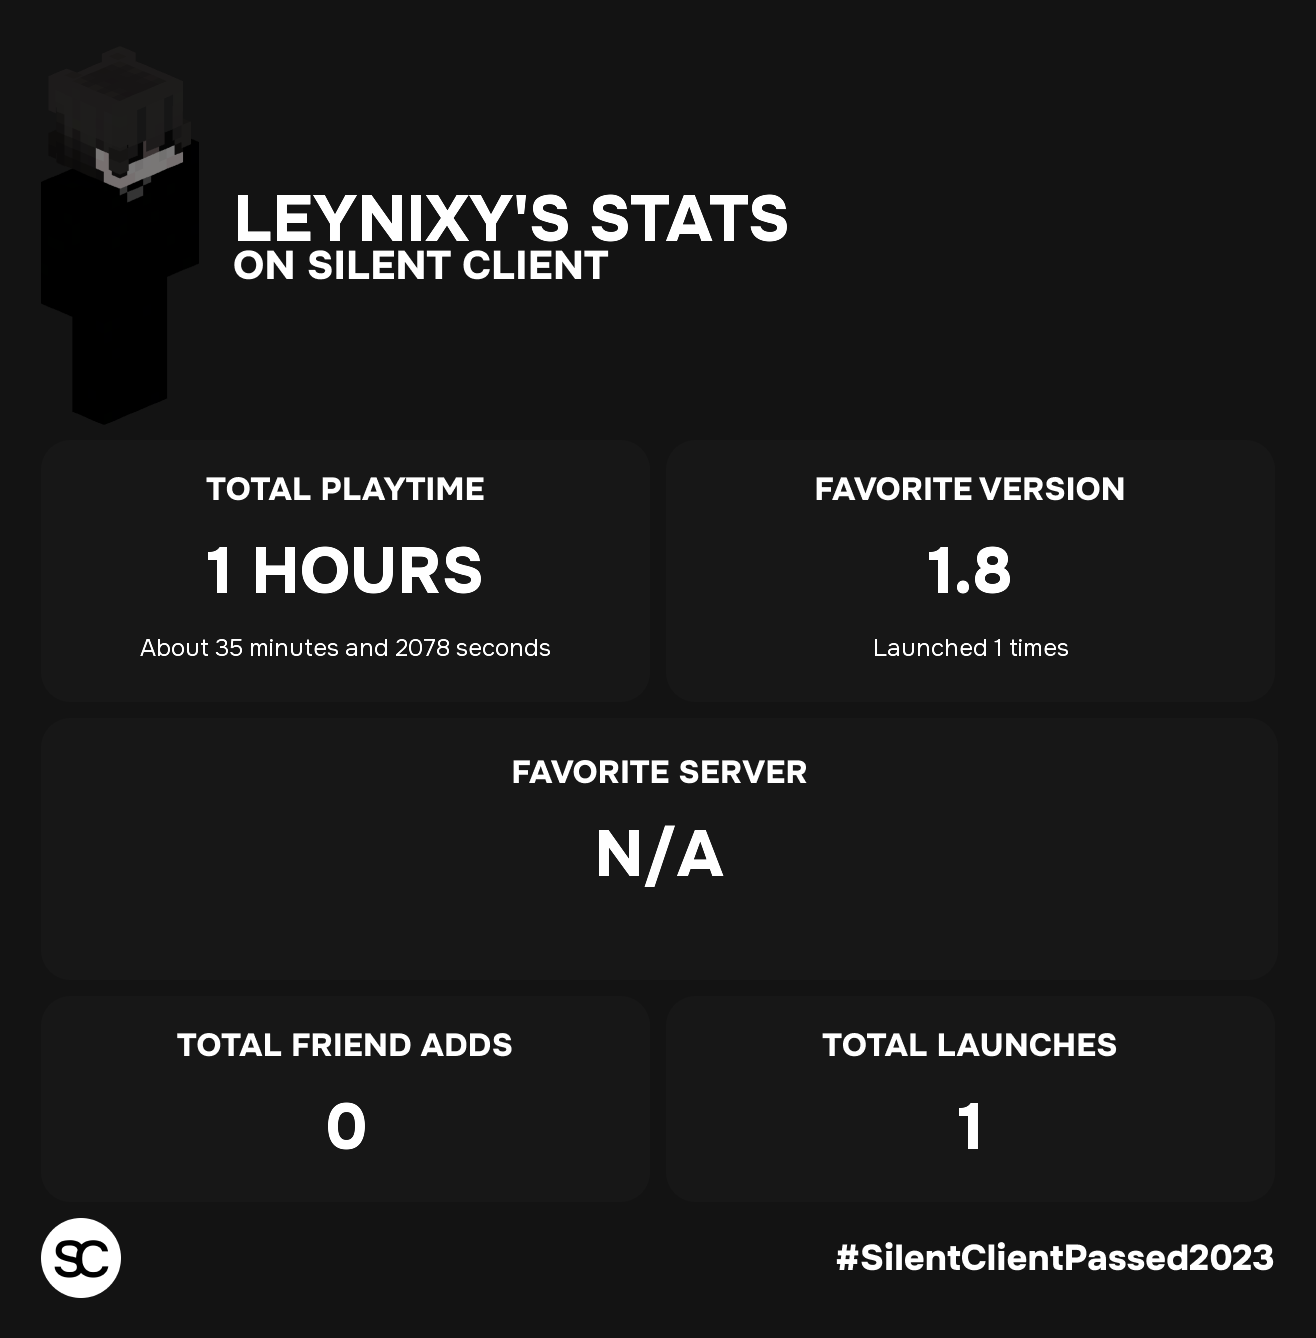 LEYNIXY'S STATS
ON SILENT CLIENT
TOTAL PLAYTIME
1 HOURS
About 35 minutes and 2078 seconds
FAVORITE VERSION
1.8
Launched 1 times
FAVORITE SERVER
N/A
TOTAL FRIEND ADDS
0
TOTAL LAUNCHES
1
SC
#SilentClientPassed2023